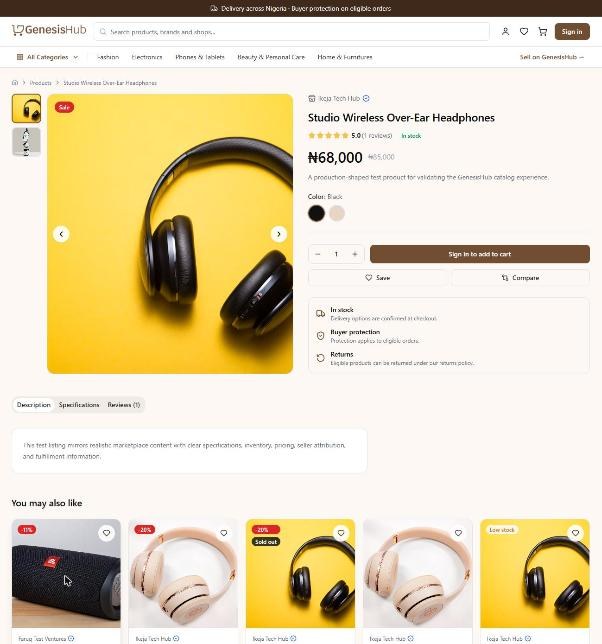 Delivery across Nigeria · Buyer protection on eligible orders
GenesisHub
Search products, brands and shops...
Sign in
All Categories
Fashion
Electronics
Phones & Tablets
Beauty & Personal Care
Home & Furnitures
Sell on GenesisHub →
Products
Studio Wireless Over-Ear Headphones
Sale
Ikeja Tech Hub
Studio Wireless Over-Ear Headphones
5.0 (1 reviews)
In stock
₦68,000 ₦85,000
A production-shaped test product for validating the GenesisHub catalog experience.
Color: Black
− 1 +
Sign in to add to cart
Save
Compare
In stock
Delivery options are confirmed at checkout.
Buyer protection
Protection applies to eligible orders.
Returns
Eligible products can be returned under our returns policy.
Description
Specifications
Reviews (1)
This test listing mirrors realistic marketplace content with clear specifications, inventory, pricing, seller attribution,
and fulfillment information.
You may also like
-11%
-20%
-20%
Sold out
Low stock
Faruq Test Ventures
Ikeja Tech Hub
Ikeja Tech Hub
Ikeja Tech Hub
Ikeja Tech Hub